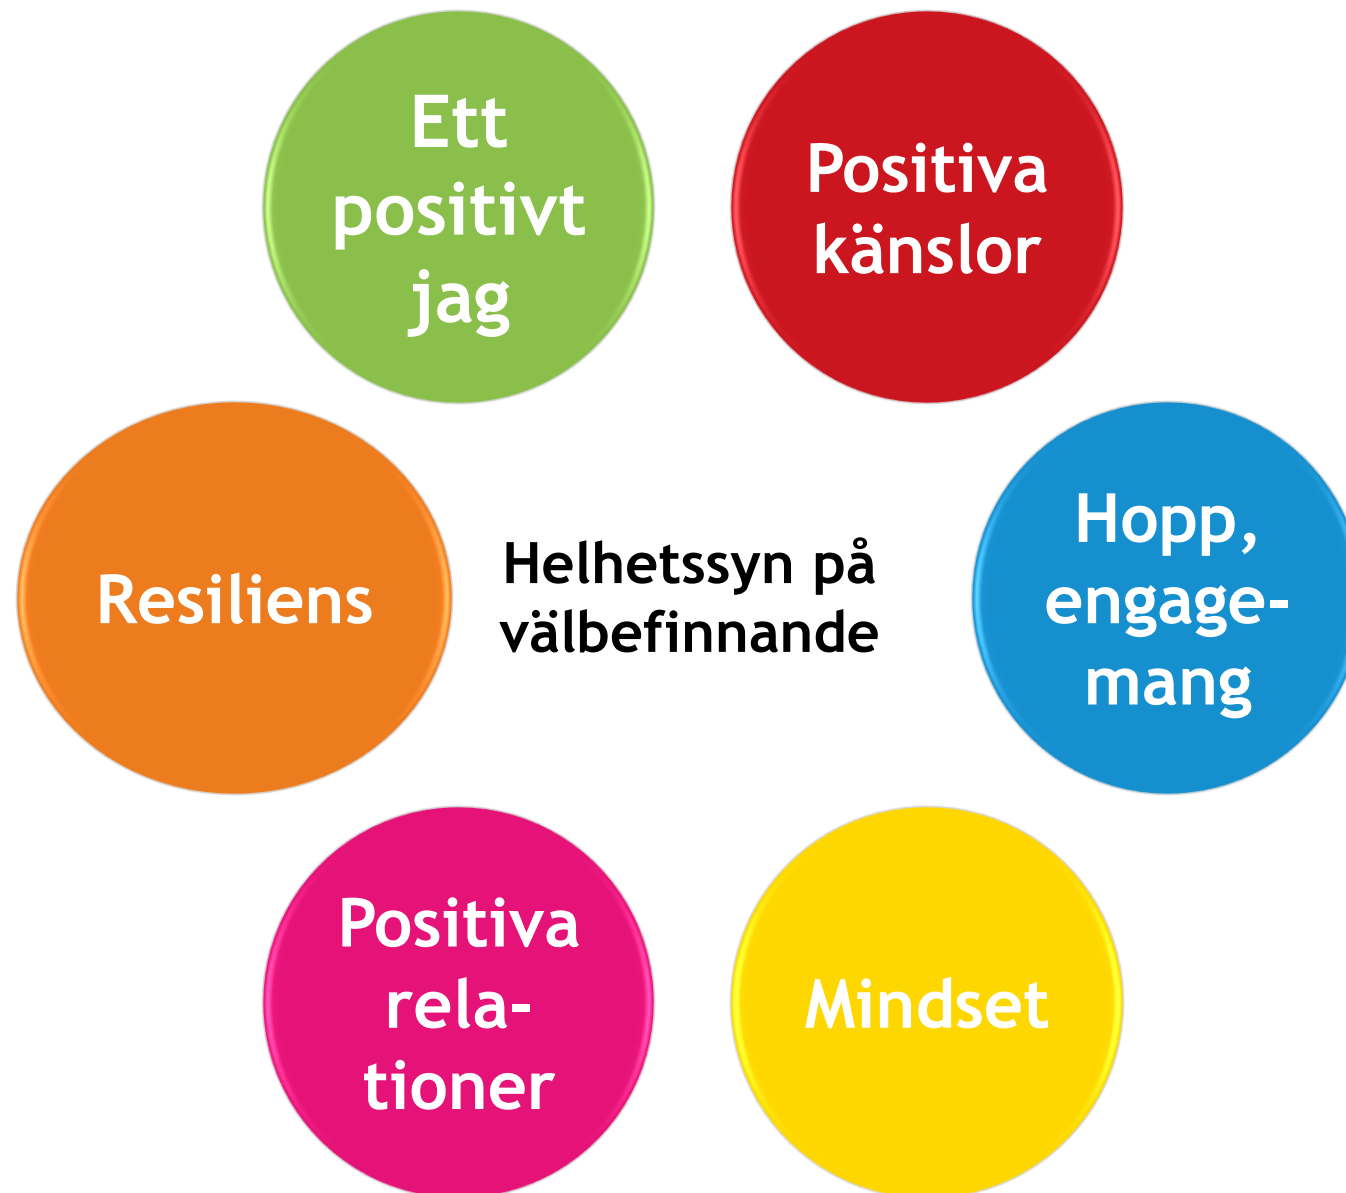 Ett
positivt
jag
Positiva
känslor
Resiliens
Helhetssyn på
välbefinnande
Hopp,
engage-
mang
Positiva
rela-
tioner
Mindset